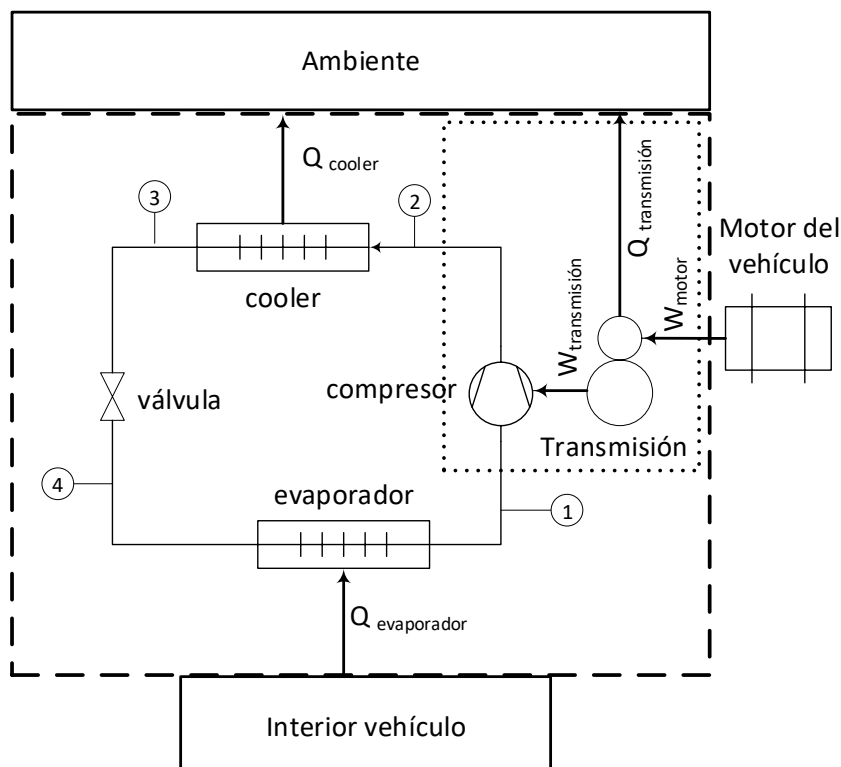 Ambiente
Q cooler
Q transmisión
3
2
Motor del
vehículo
cooler
W transmisión
W motor
válvula
compresor
Transmisión
4
evaporador
1
Q evaporador
Interior vehículo